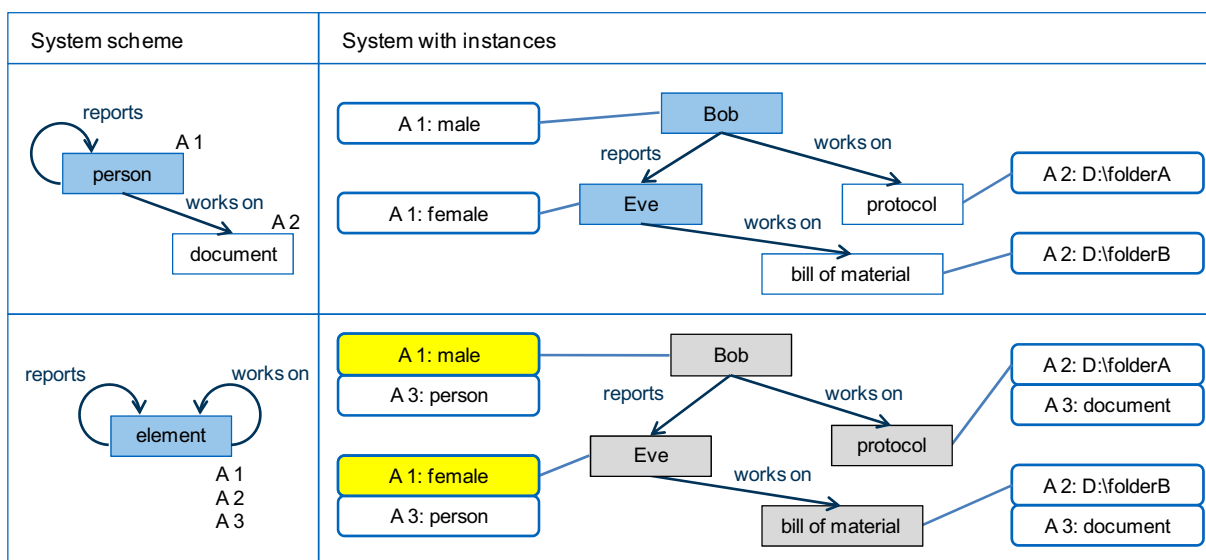 System scheme
System with instances
reports
A 1
person
works on
A 2
document
A 1: male
Bob
reports
works on
A 2: D:\folderA
A 1: female
Eve
protocol
works on
A 2: D:\folderB
bill of material
reports
works on
element
A 1
A 2
A 3
A 1: male
A 3: person
Bob
A 2: D:\folderA
A 3: document
reports
works on
protocol
A 1: female
A 3: person
Eve
works on
A 2: D:\folderB
A 3: document
bill of material